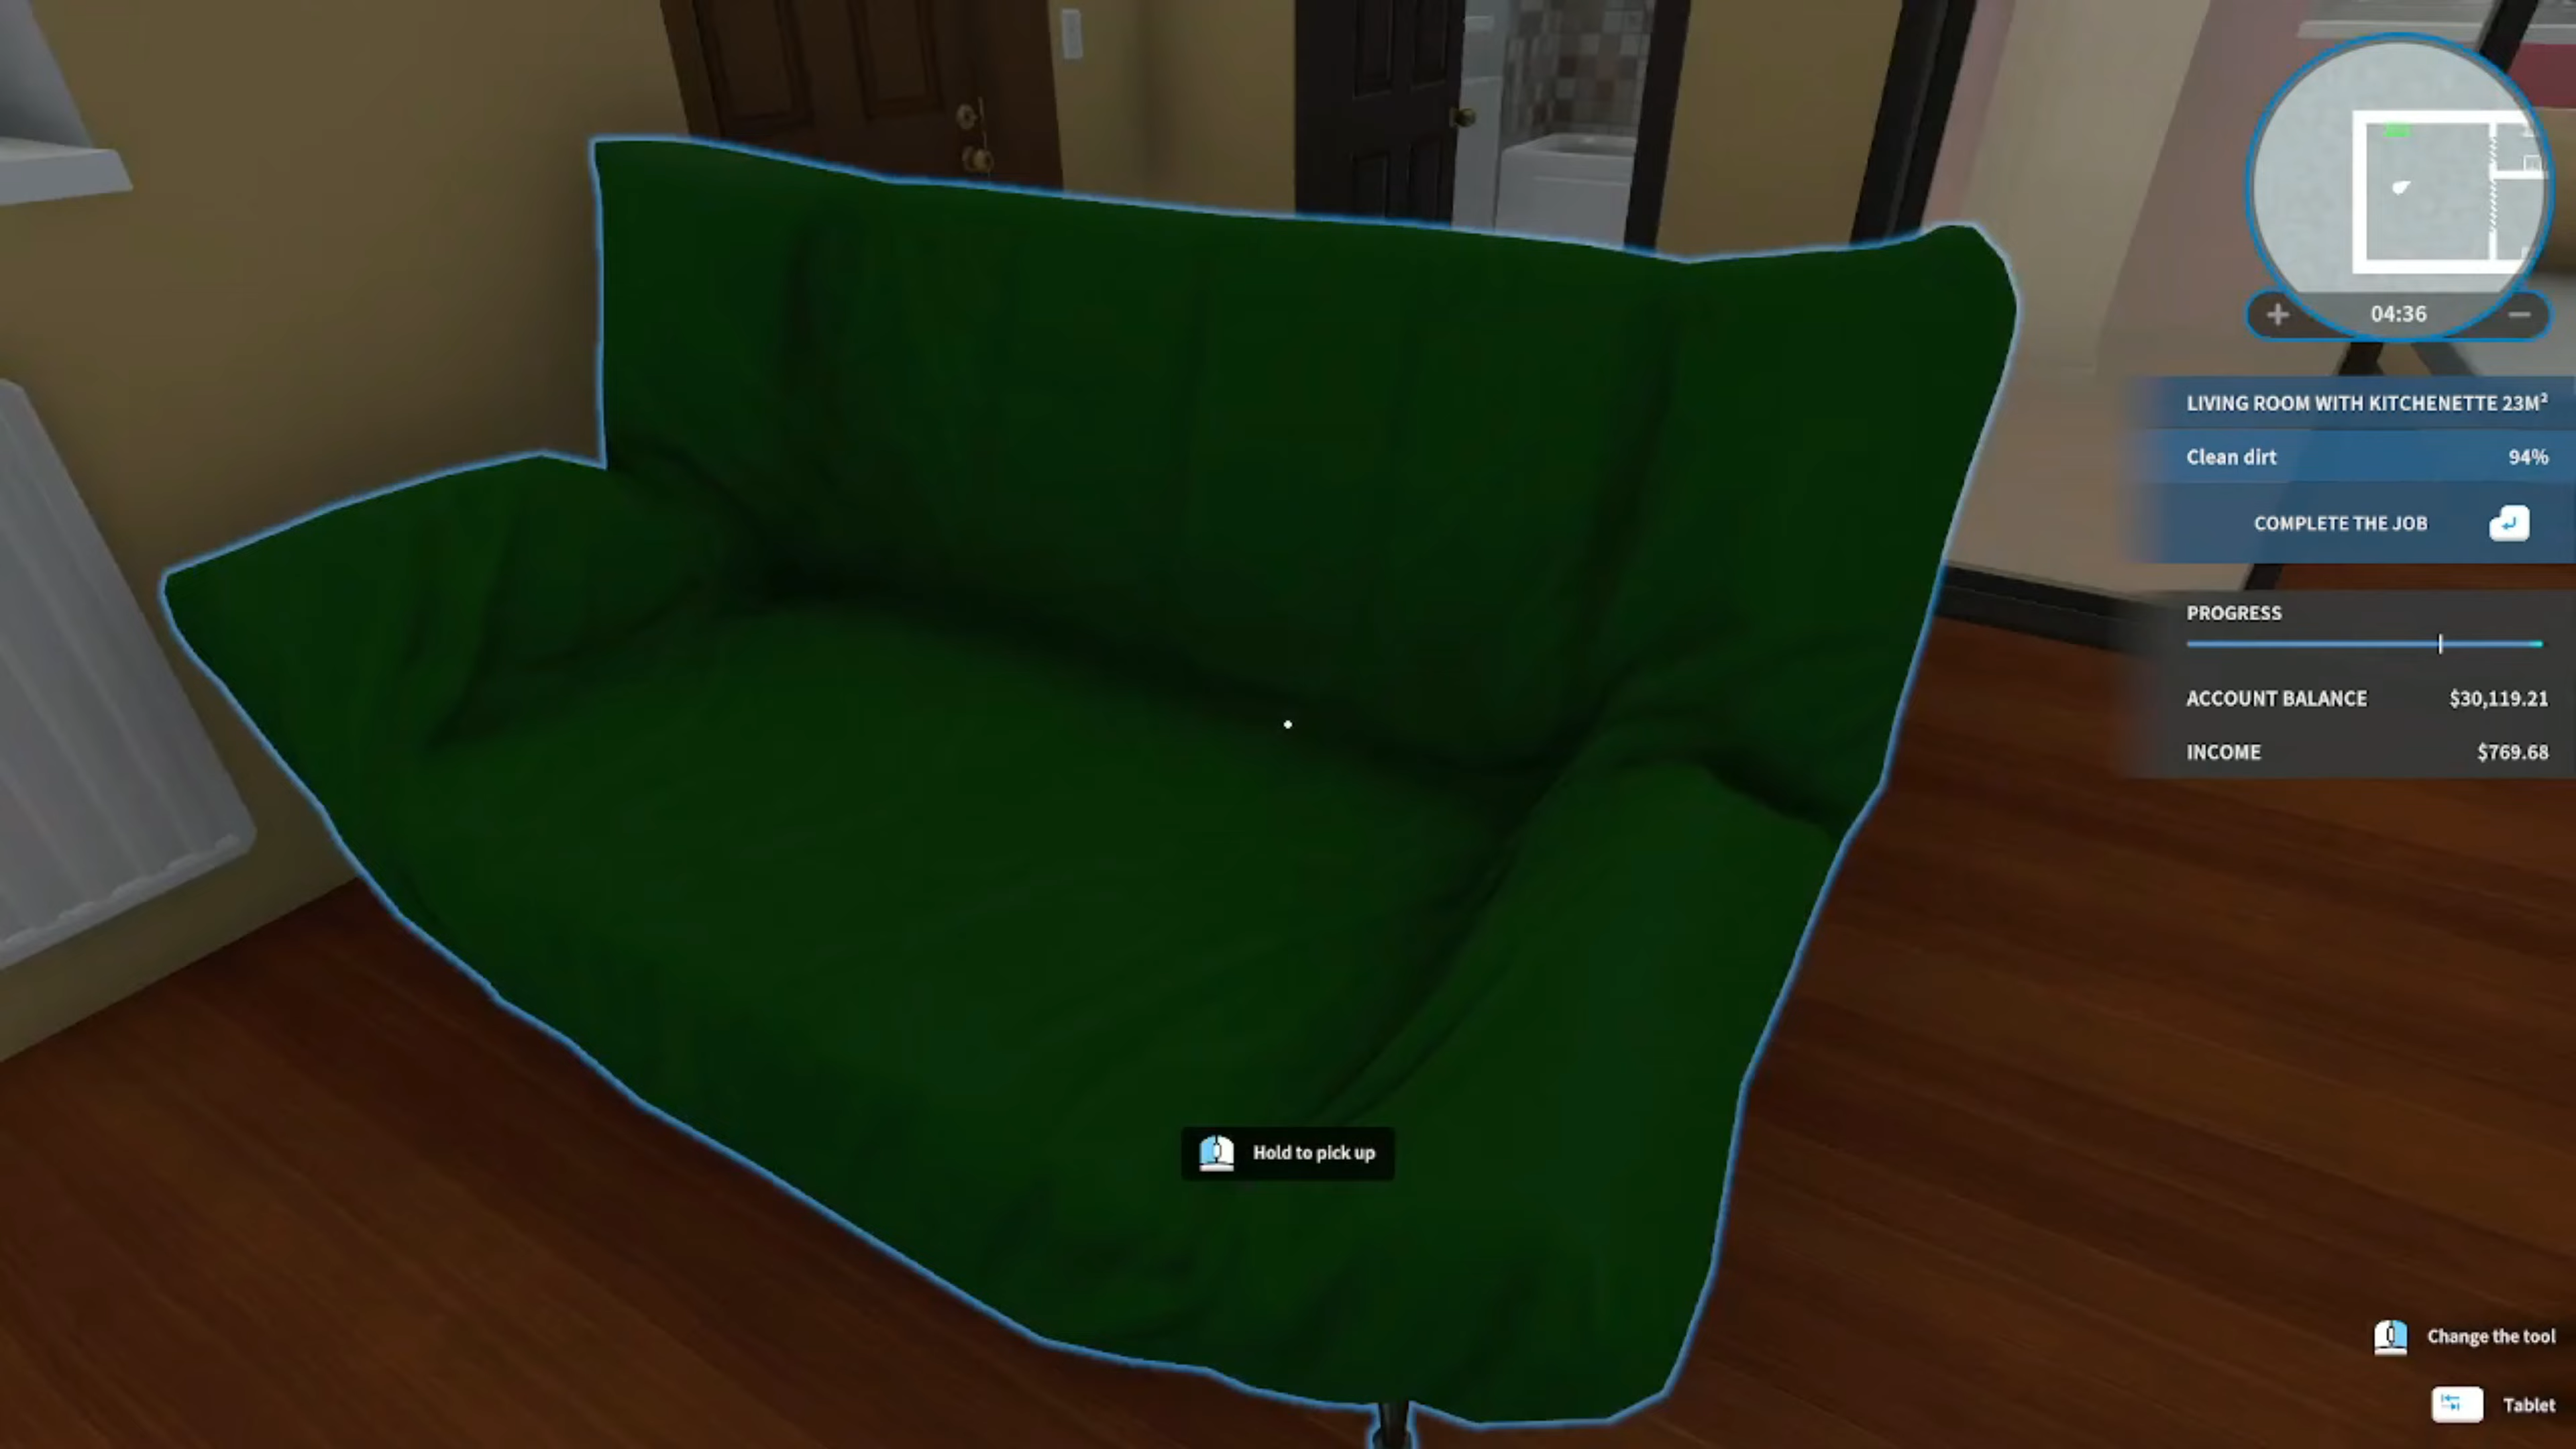 04:36
LIVING ROOM WITH KITCHENETTE 23M²
Clean dirt 94%
COMPLETE THE JOB
PROGRESS
ACCOUNT BALANCE $30,119.21
INCOME $769.68
Hold to pick up
Change the tool
Tablet